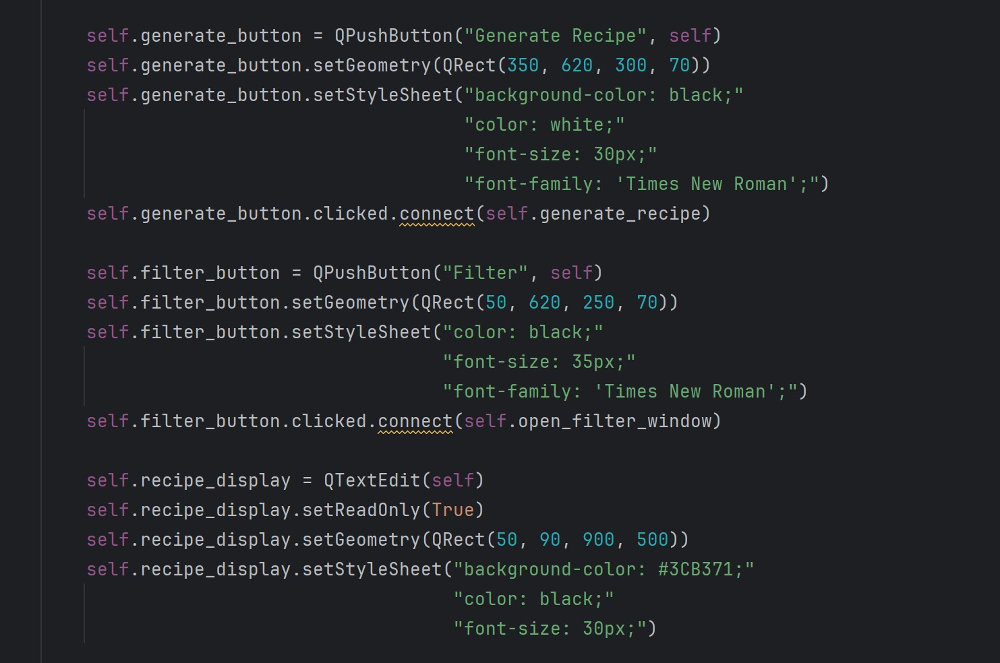 self.generate_button = QPushButton("Generate Recipe", self)
self.generate_button.setGeometry(QRect(350, 620, 300, 70))
self.generate_button.setStyleSheet("background-color: black;"
"color: white;"
"font-size: 30px;"
"font-family: 'Times New Roman';")
self.generate_button.clicked.connect(self.generate_recipe)
self.filter_button = QPushButton("Filter", self)
self.filter_button.setGeometry(QRect(50, 620, 250, 70))
self.filter_button.setStyleSheet("color: black;"
"font-size: 35px;"
"font-family: 'Times New Roman';")
self.filter_button.clicked.connect(self.open_filter_window)
self.recipe_display = QTextEdit(self)
self.recipe_display.setReadOnly(True)
self.recipe_display.setGeometry(QRect(50, 90, 900, 500))
self.recipe_display.setStyleSheet("background-color: #3CB371;"
"color: black;"
"font-size: 30px;")